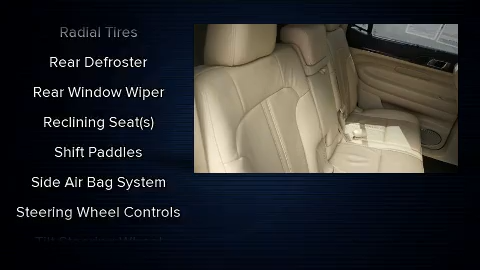 Radial Tires
Rear Defroster
Rear Window Wiper
Reclining Seat(s)
Shift Paddles
Side Air Bag System
Steering Wheel Controls